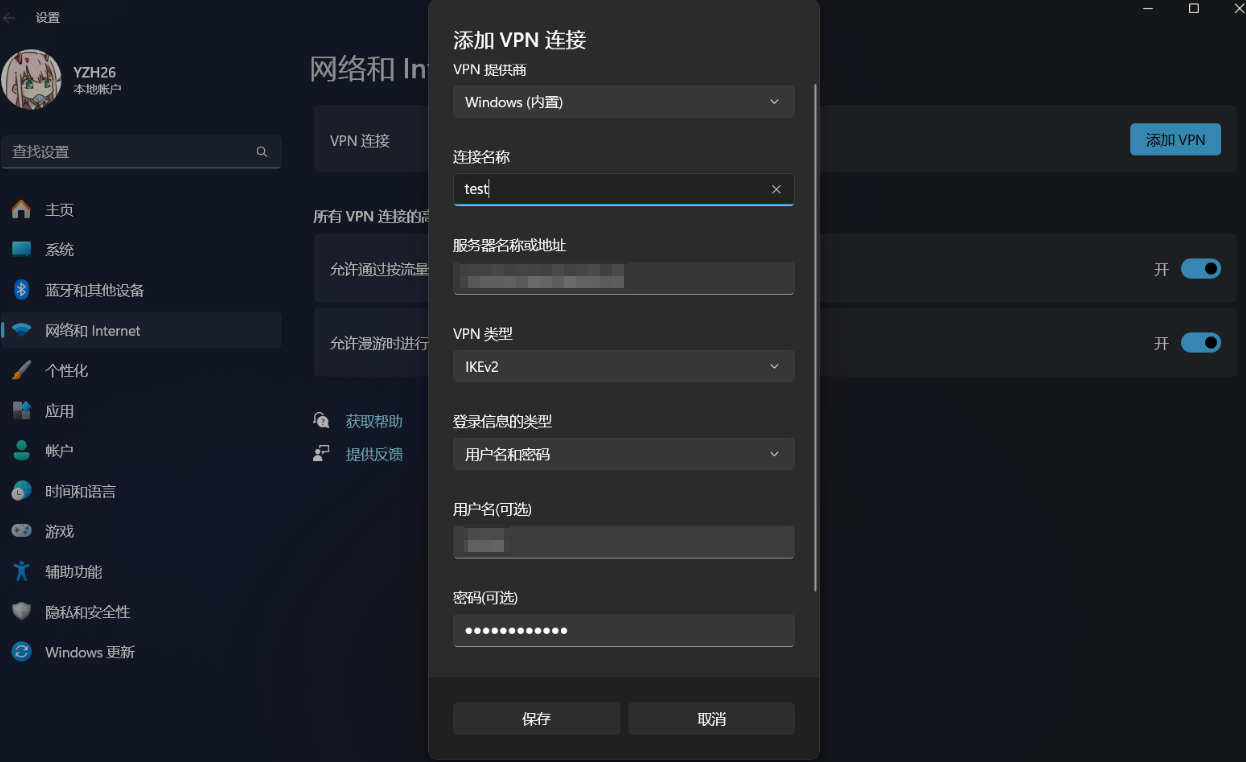 设置
YZH26
本地帐户
查找设置
主页
系统
蓝牙和其他设备
网络和 Internet
个性化
应用
帐户
时间和语言
游戏
辅助功能
隐私和安全性
Windows 更新
网络和 In
VPN 连接
添加 VPN
所有 VPN 连接的高
允许通过按流量
开
允许漫游时进行
开
获取帮助
提供反馈
添加 VPN 连接
VPN 提供商
Windows (内置)
连接名称
test
服务器名称或地址
VPN 类型
IKEv2
登录信息的类型
用户名和密码
用户名(可选)
密码(可选)
●●●●●●●●●●●●
保存
取消